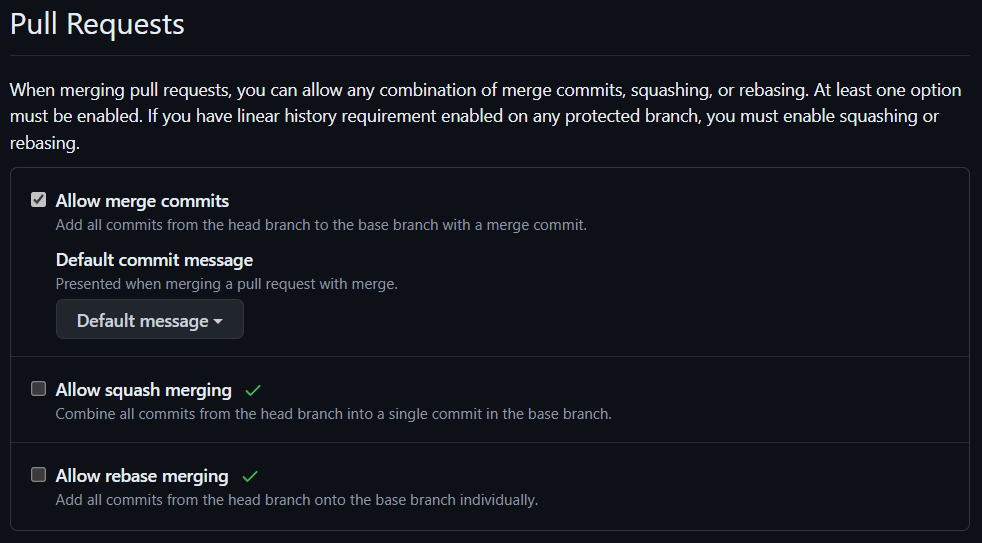 Pull Requests
When merging pull requests, you can allow any combination of merge commits, squashing, or rebasing. At least one option
must be enabled. If you have linear history requirement enabled on any protected branch, you must enable squashing or
rebasing.
Allow merge commits
Add all commits from the head branch to the base branch with a merge commit.
Default commit message
Presented when merging a pull request with merge.
Default message
Allow squash merging
Combine all commits from the head branch into a single commit in the base branch.
Allow rebase merging
Add all commits from the head branch onto the base branch individually.